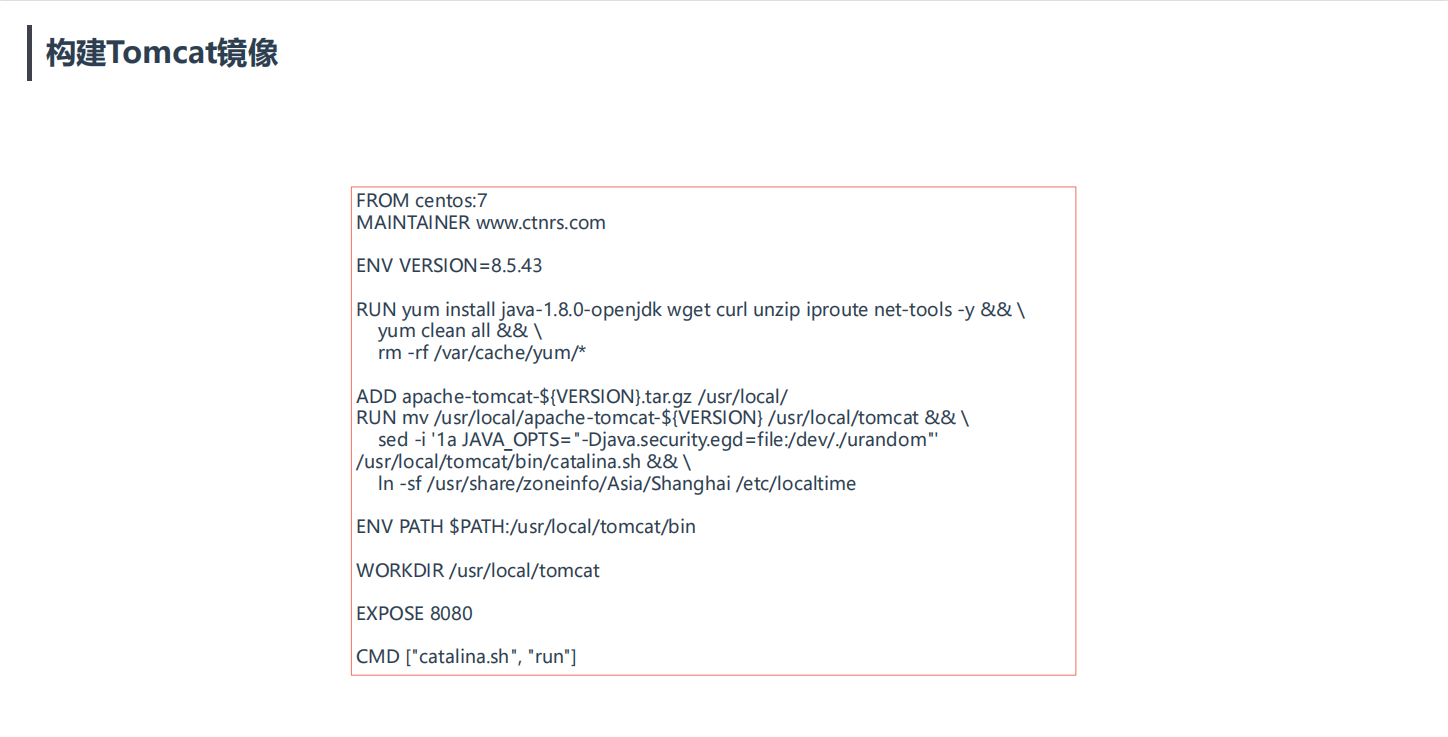 构建Tomcat镜像
FROM centos:7
MAINTAINER www.ctnrs.com
ENV VERSION=8.5.43
RUN yum install java-1.8.0-openjdk wget curl unzip iproute net-tools -y && \
yum clean all && \
rm -rf /var/cache/yum/*
ADD apache-tomcat-${VERSION}.tar.gz /usr/local/
RUN mv /usr/local/apache-tomcat-${VERSION} /usr/local/tomcat && \
sed -i '1a JAVA_OPTS="-Djava.security.egd=file:/dev/./urandom"'
/usr/local/tomcat/bin/catalina.sh && \
ln -sf /usr/share/zoneinfo/Asia/Shanghai /etc/localtime
ENV PATH $PATH:/usr/local/tomcat/bin
WORKDIR /usr/local/tomcat
EXPOSE 8080
CMD ["catalina.sh", "run"]